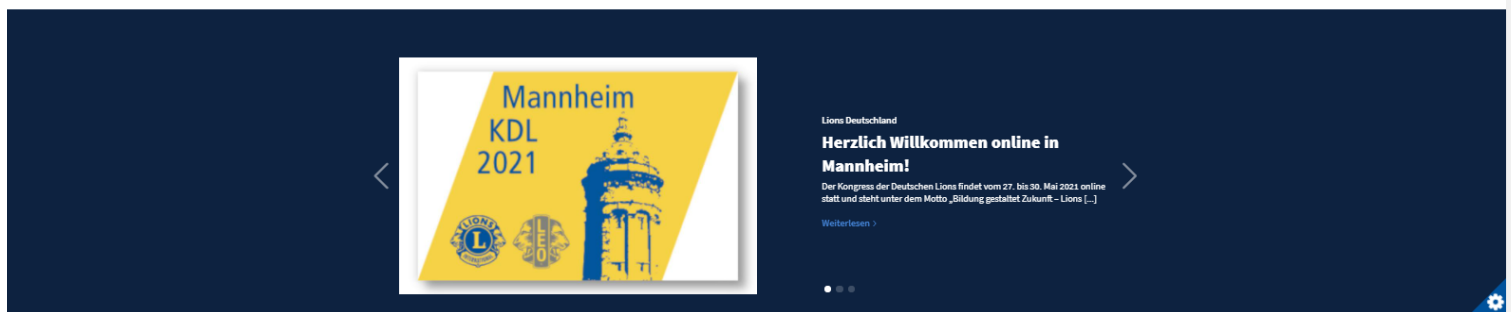 Mannheim
KDL
2021
LIONS
L
INTERNATIONAL
LEO
Lions Deutschland
Herzlich Willkommen online in
Mannheim!
Der Kongress der Deutschen Lions findet vom 27. bis 30. Mai 2021 online
statt und steht unter dem Motto „Bildung gestaltet Zukunft – Lions [...]
Weiterlesen >